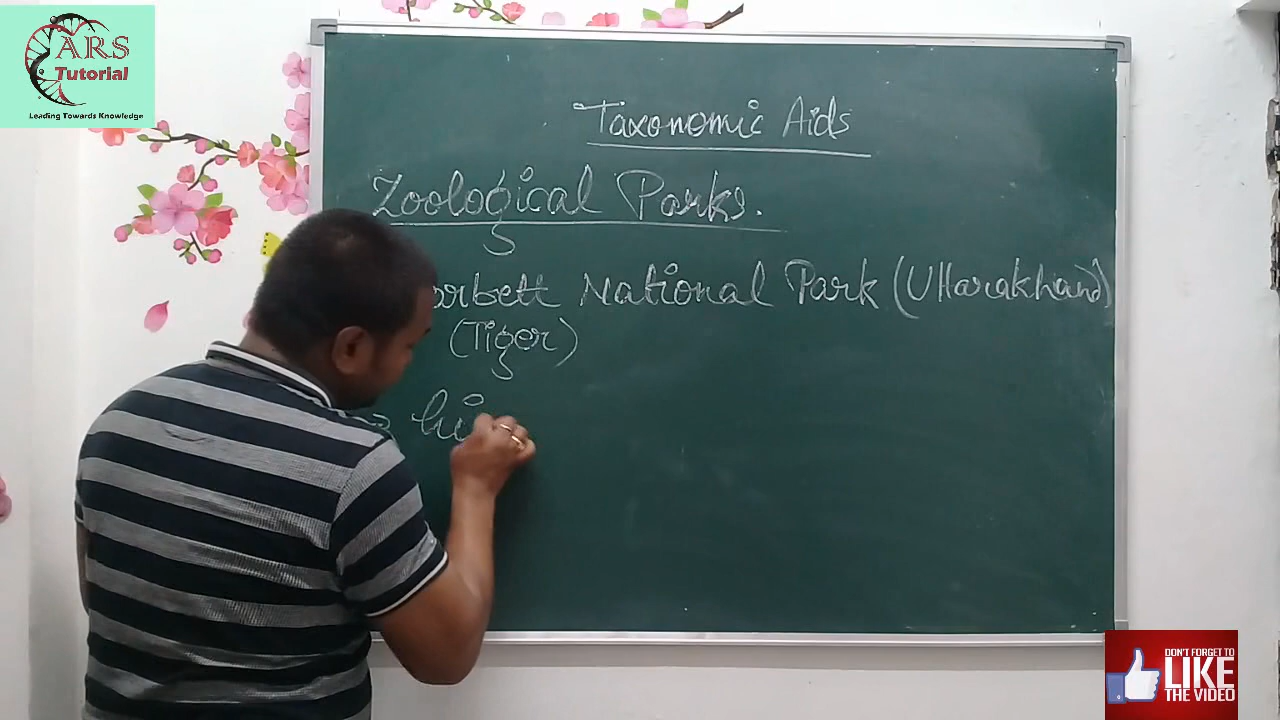 ARS
Tutorial
Leading Towards Knowledge
Taxonomic Aids
Zoological Parks.
orbett National Park (Uttarakhand)
(Tiger)
DON'T FORGET TO
LIKE
THE VIDEO